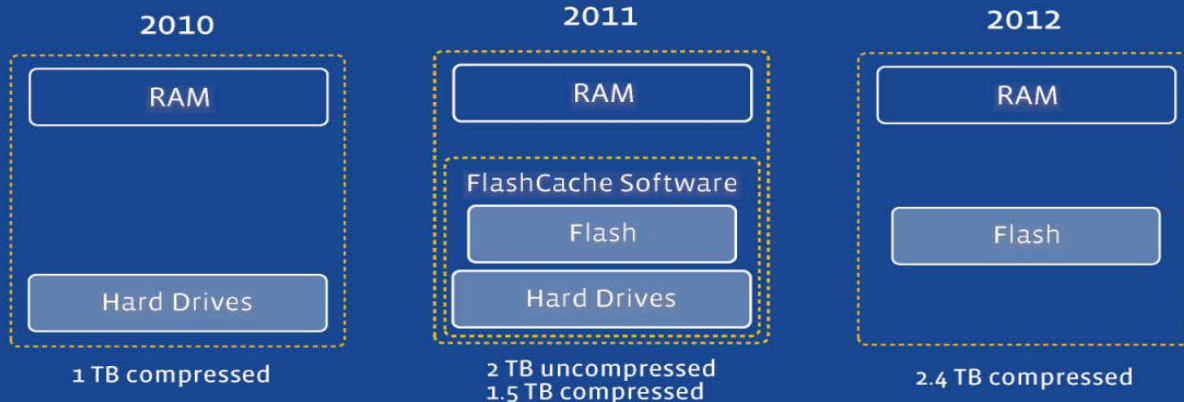 2010
RAM
Hard Drives
1 TB compressed
2011
RAM
FlashCache Software
Flash
Hard Drives
2 TB uncompressed
1.5 TB compressed
2012
RAM
Flash
2.4 TB compressed